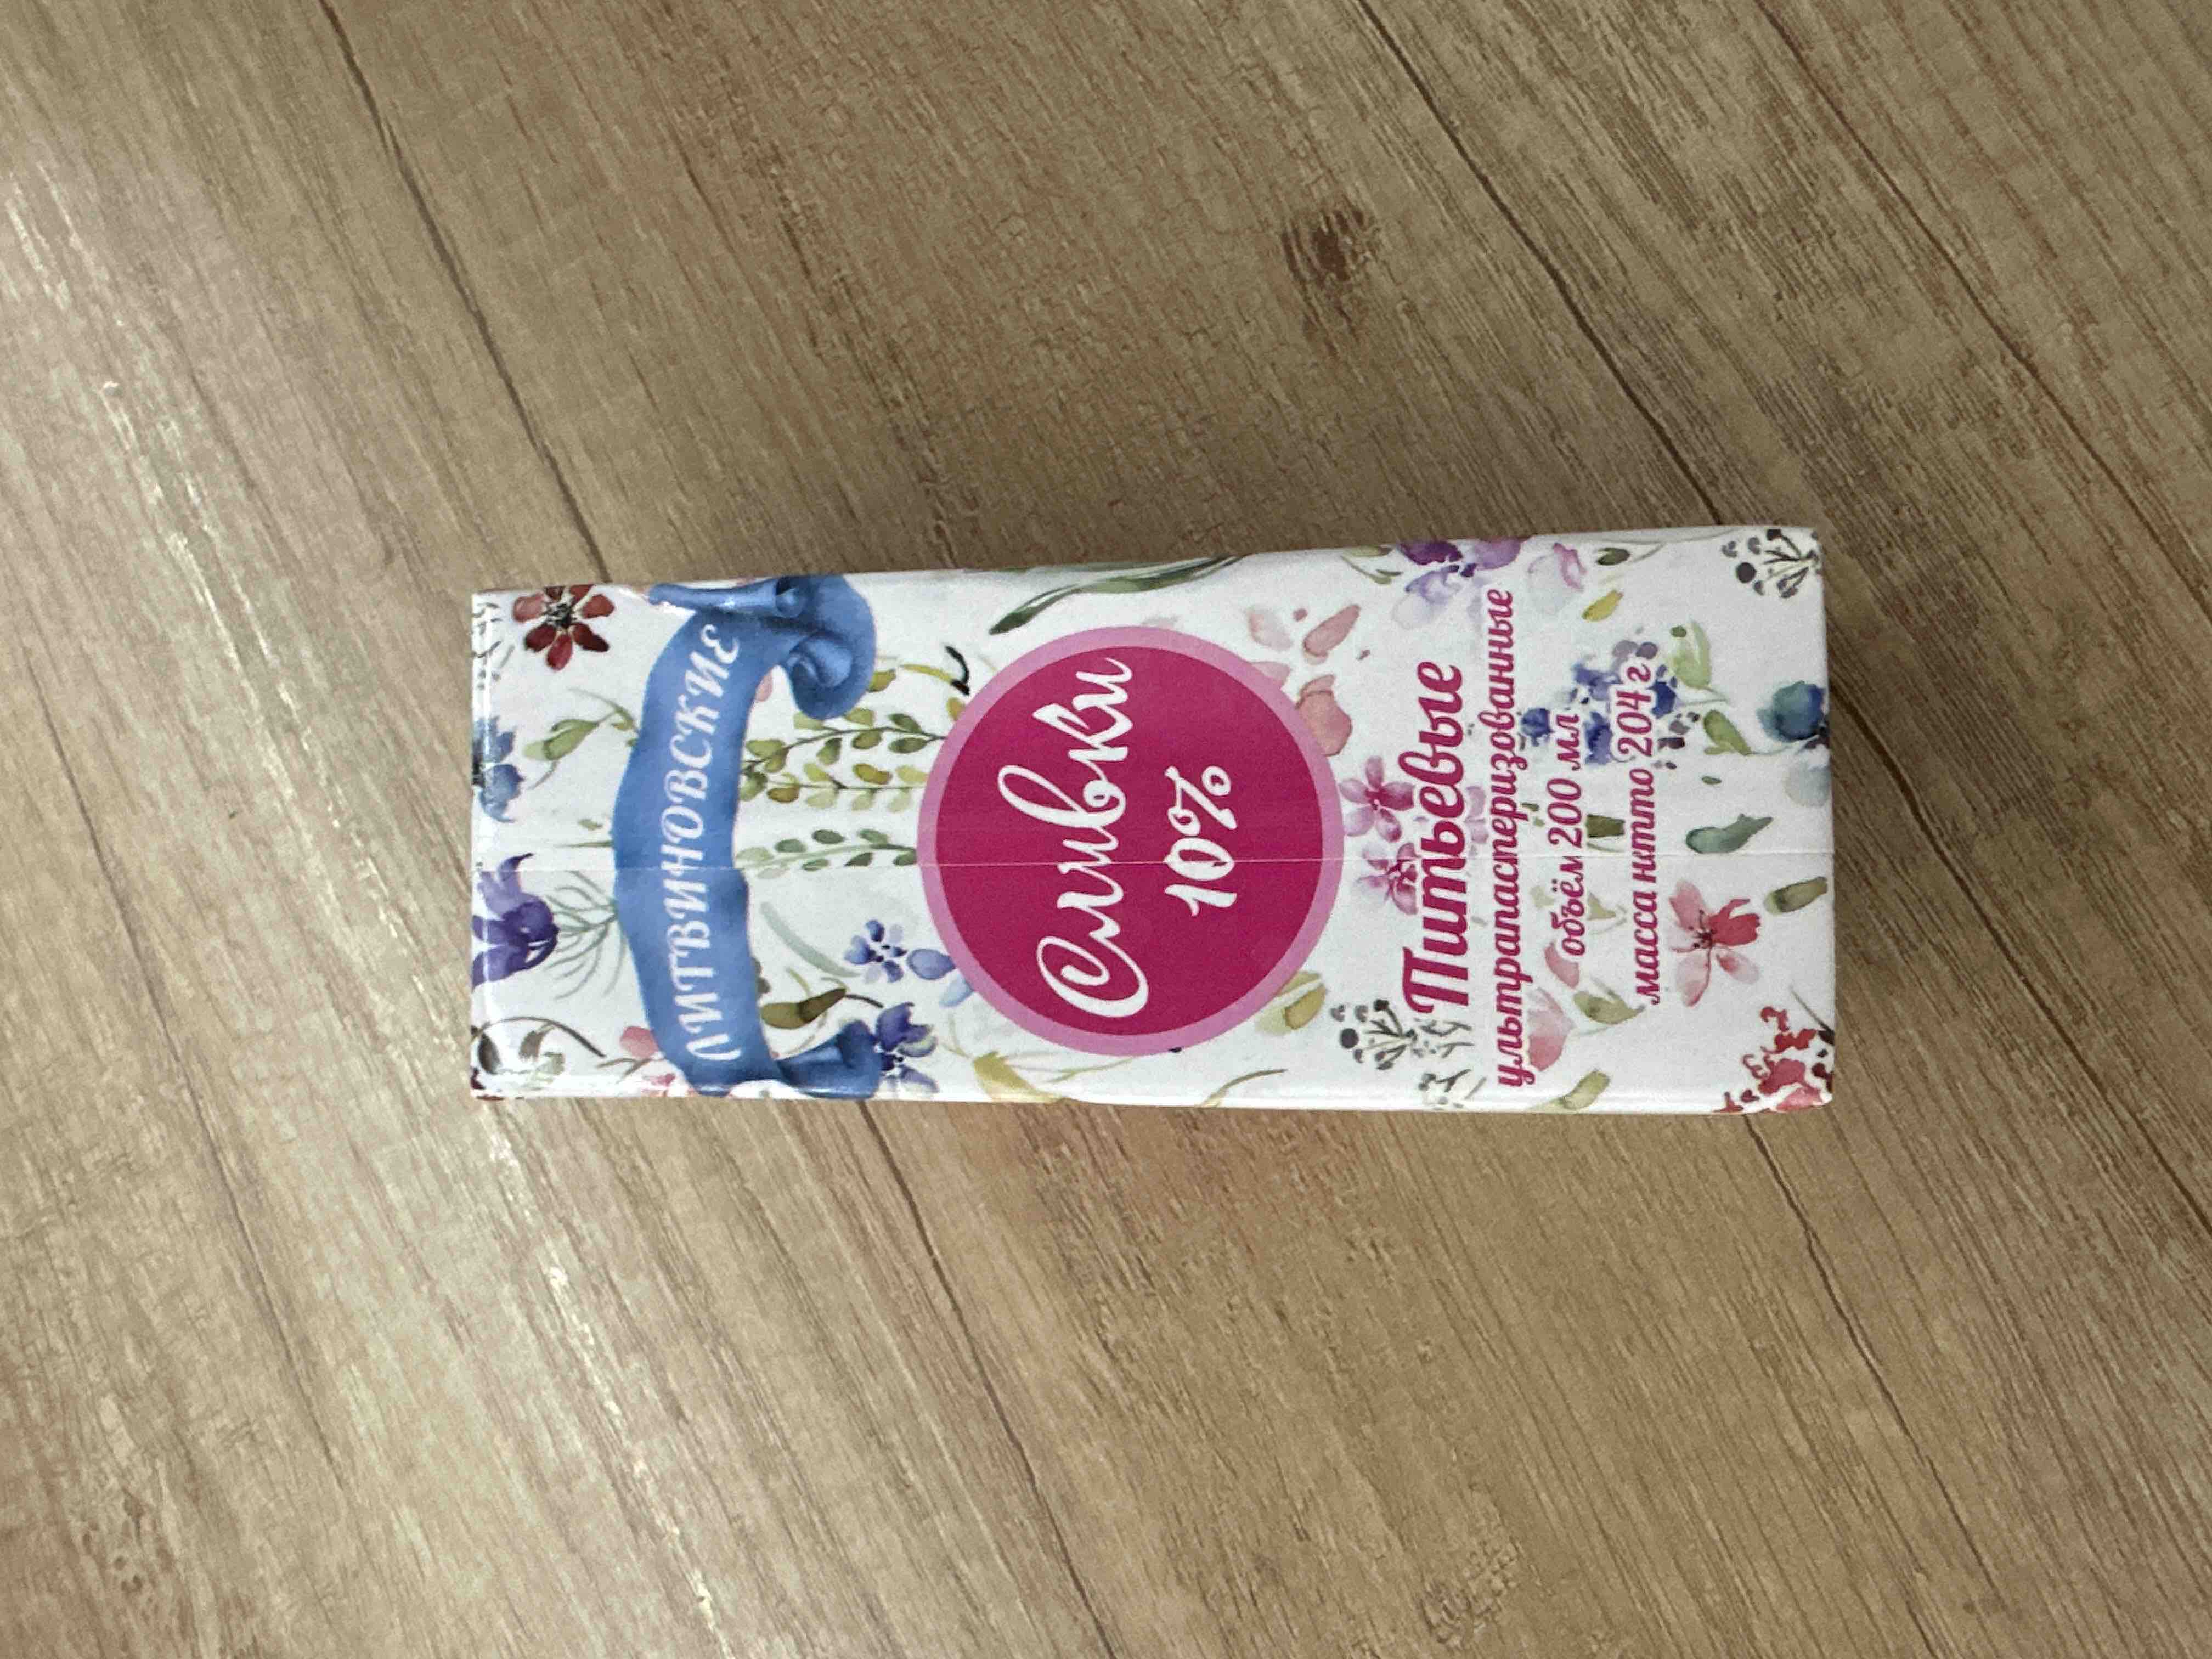 ЛИТВИНОВСКИЕ
Сливки
10%
Питьевые
ультрапастеризованные
объём 200 мл
масса нетто 204 г